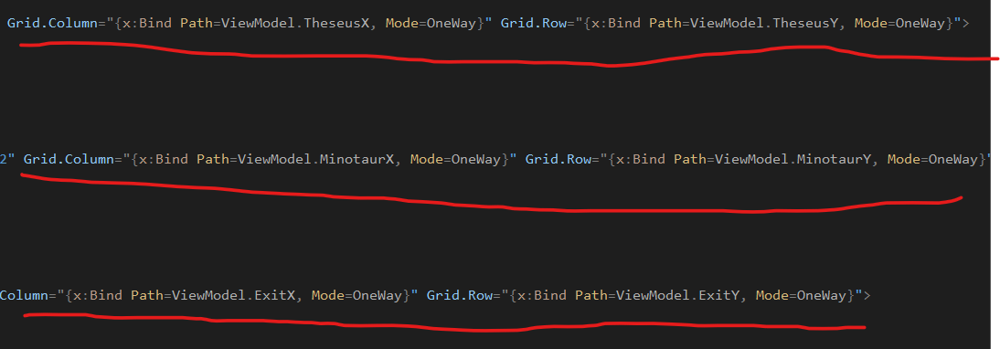 Grid.Column="{x:Bind Path=ViewModel.TheseusX, Mode=OneWay}" Grid.Row="{x:Bind Path=ViewModel.TheseusY, Mode=OneWay}">
2" Grid.Column="{x:Bind Path=ViewModel.MinotaurX, Mode=OneWay}" Grid.Row="{x:Bind Path=ViewModel.MinotaurY, Mode=OneWay}"
Column="{x:Bind Path=ViewModel.ExitX, Mode=OneWay}" Grid.Row="{x:Bind Path=ViewModel.ExitY, Mode=OneWay}">